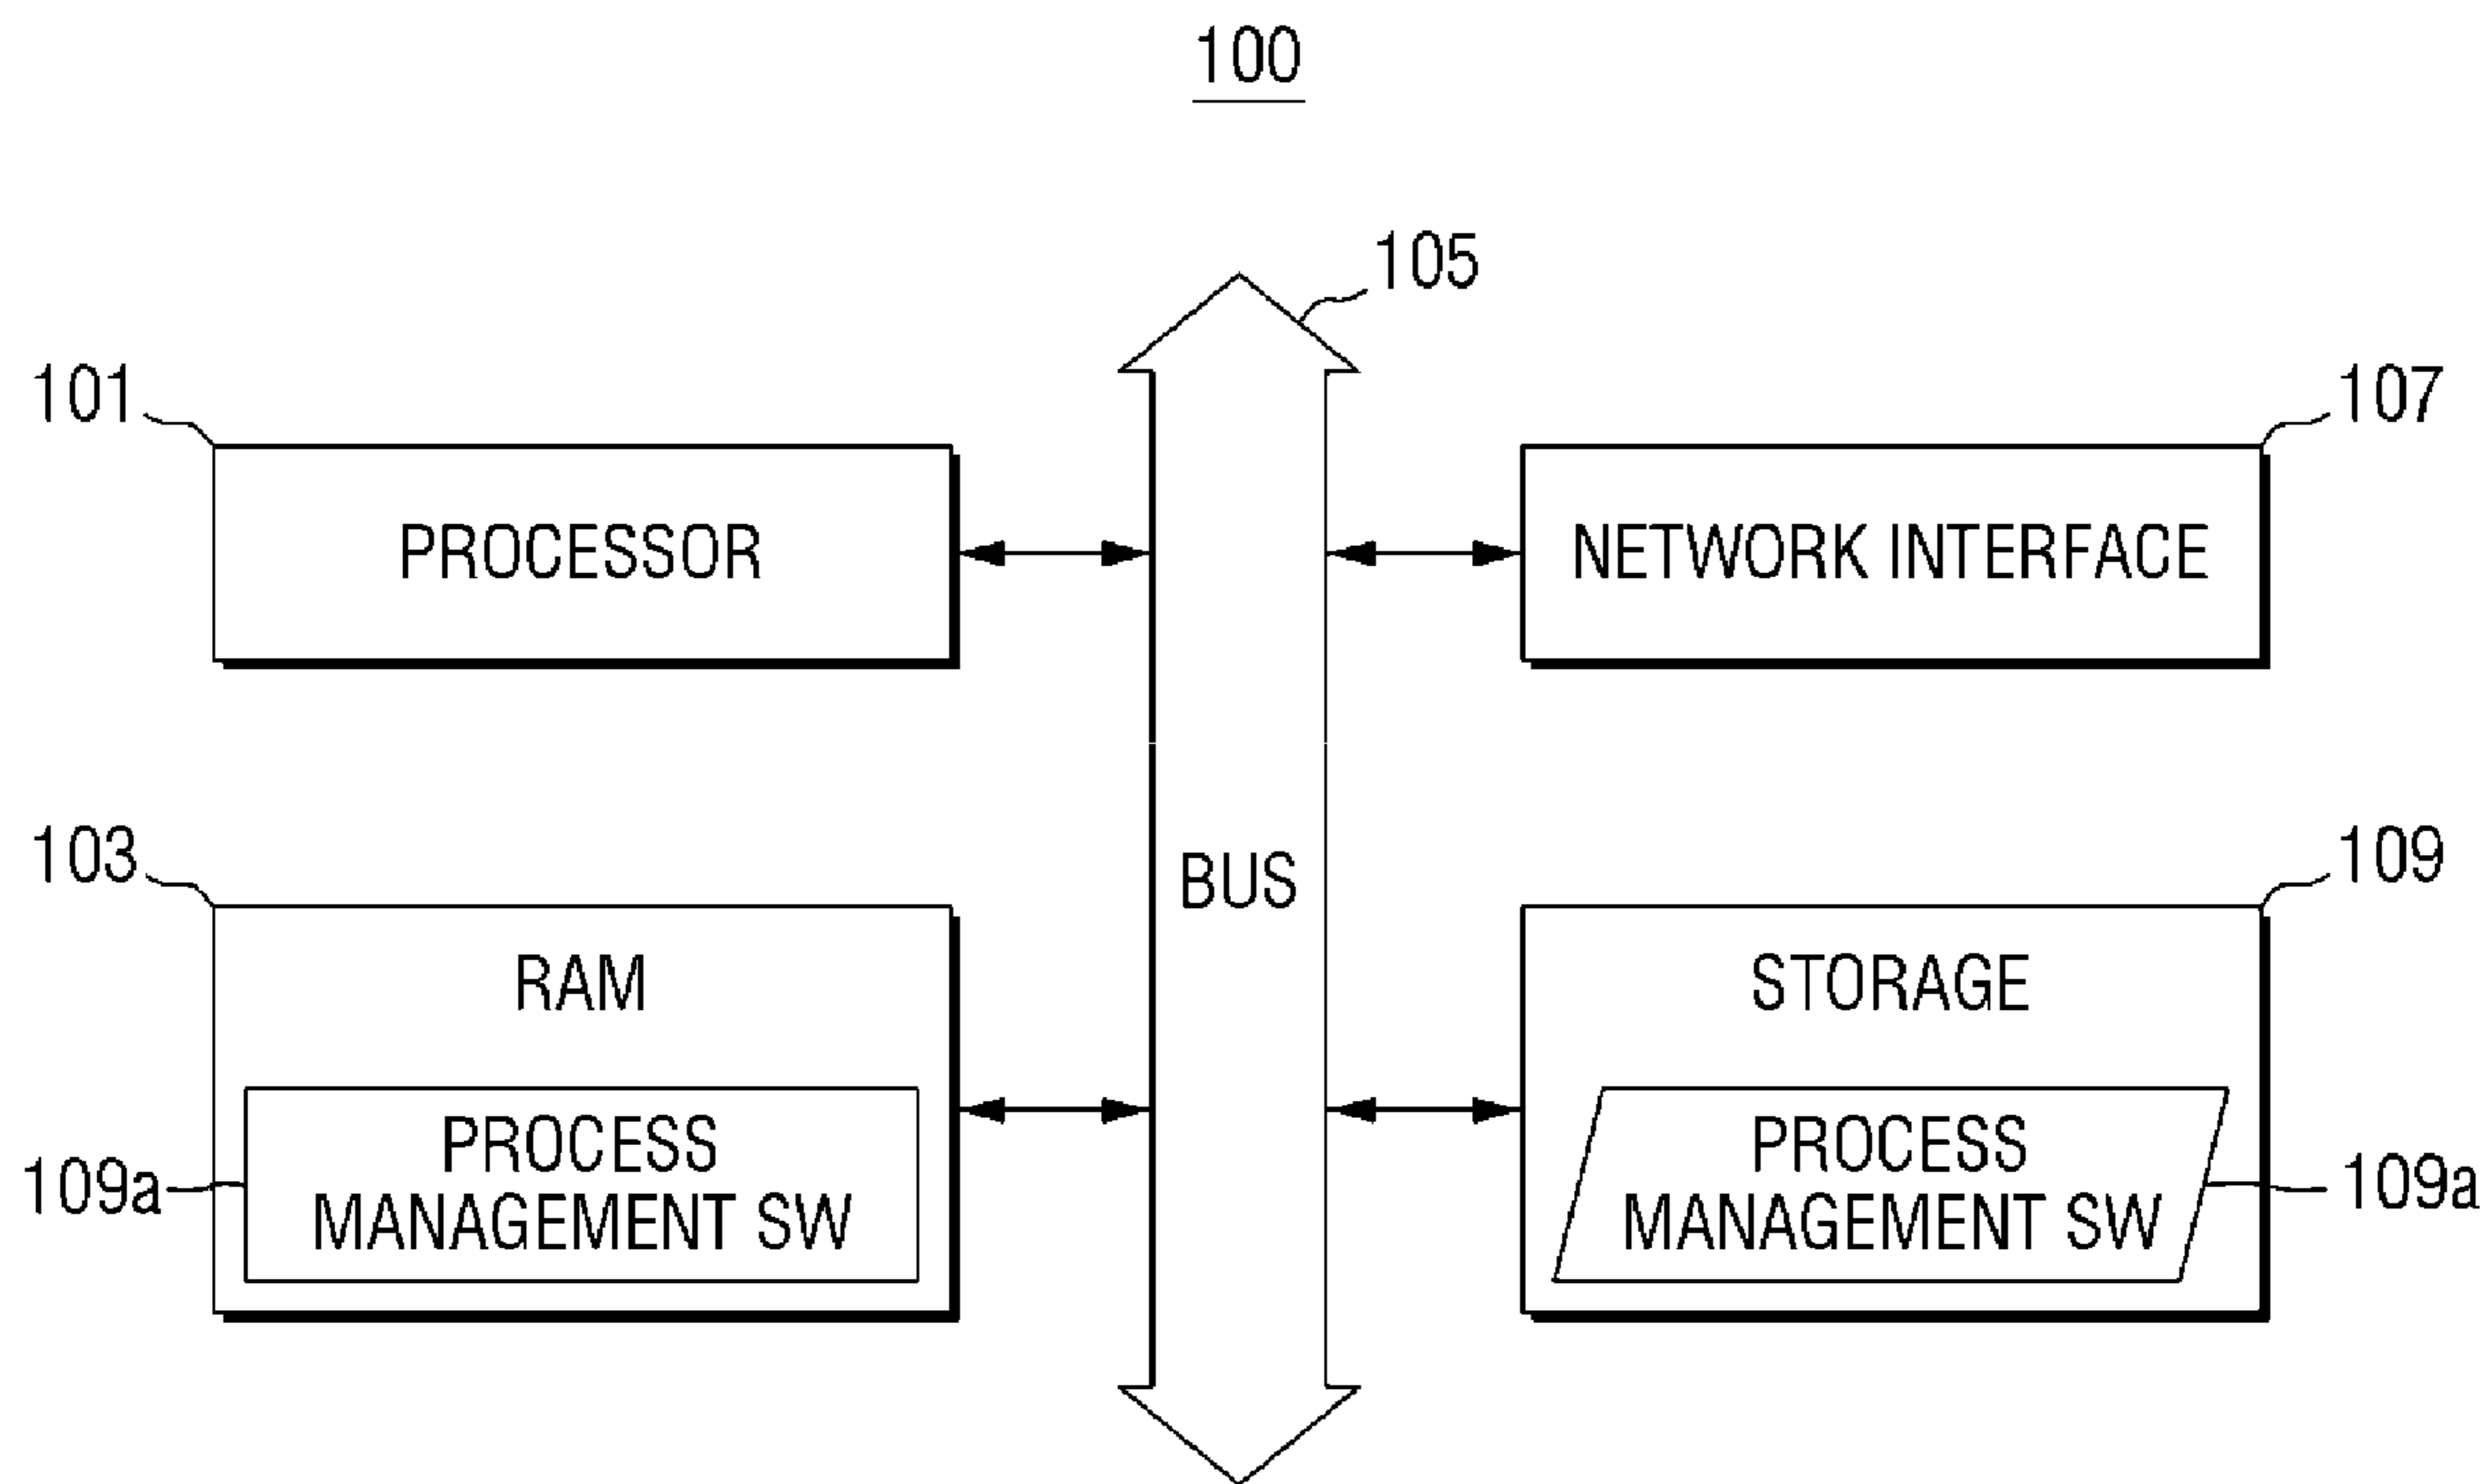 100
105
101
107
PROCESSOR
NETWORK INTERFACE
103
109
BUS
RAM
STORAGE
PROCESS
MANAGEMENT SW
109a
PROCESS
MANAGEMENT SW
109a